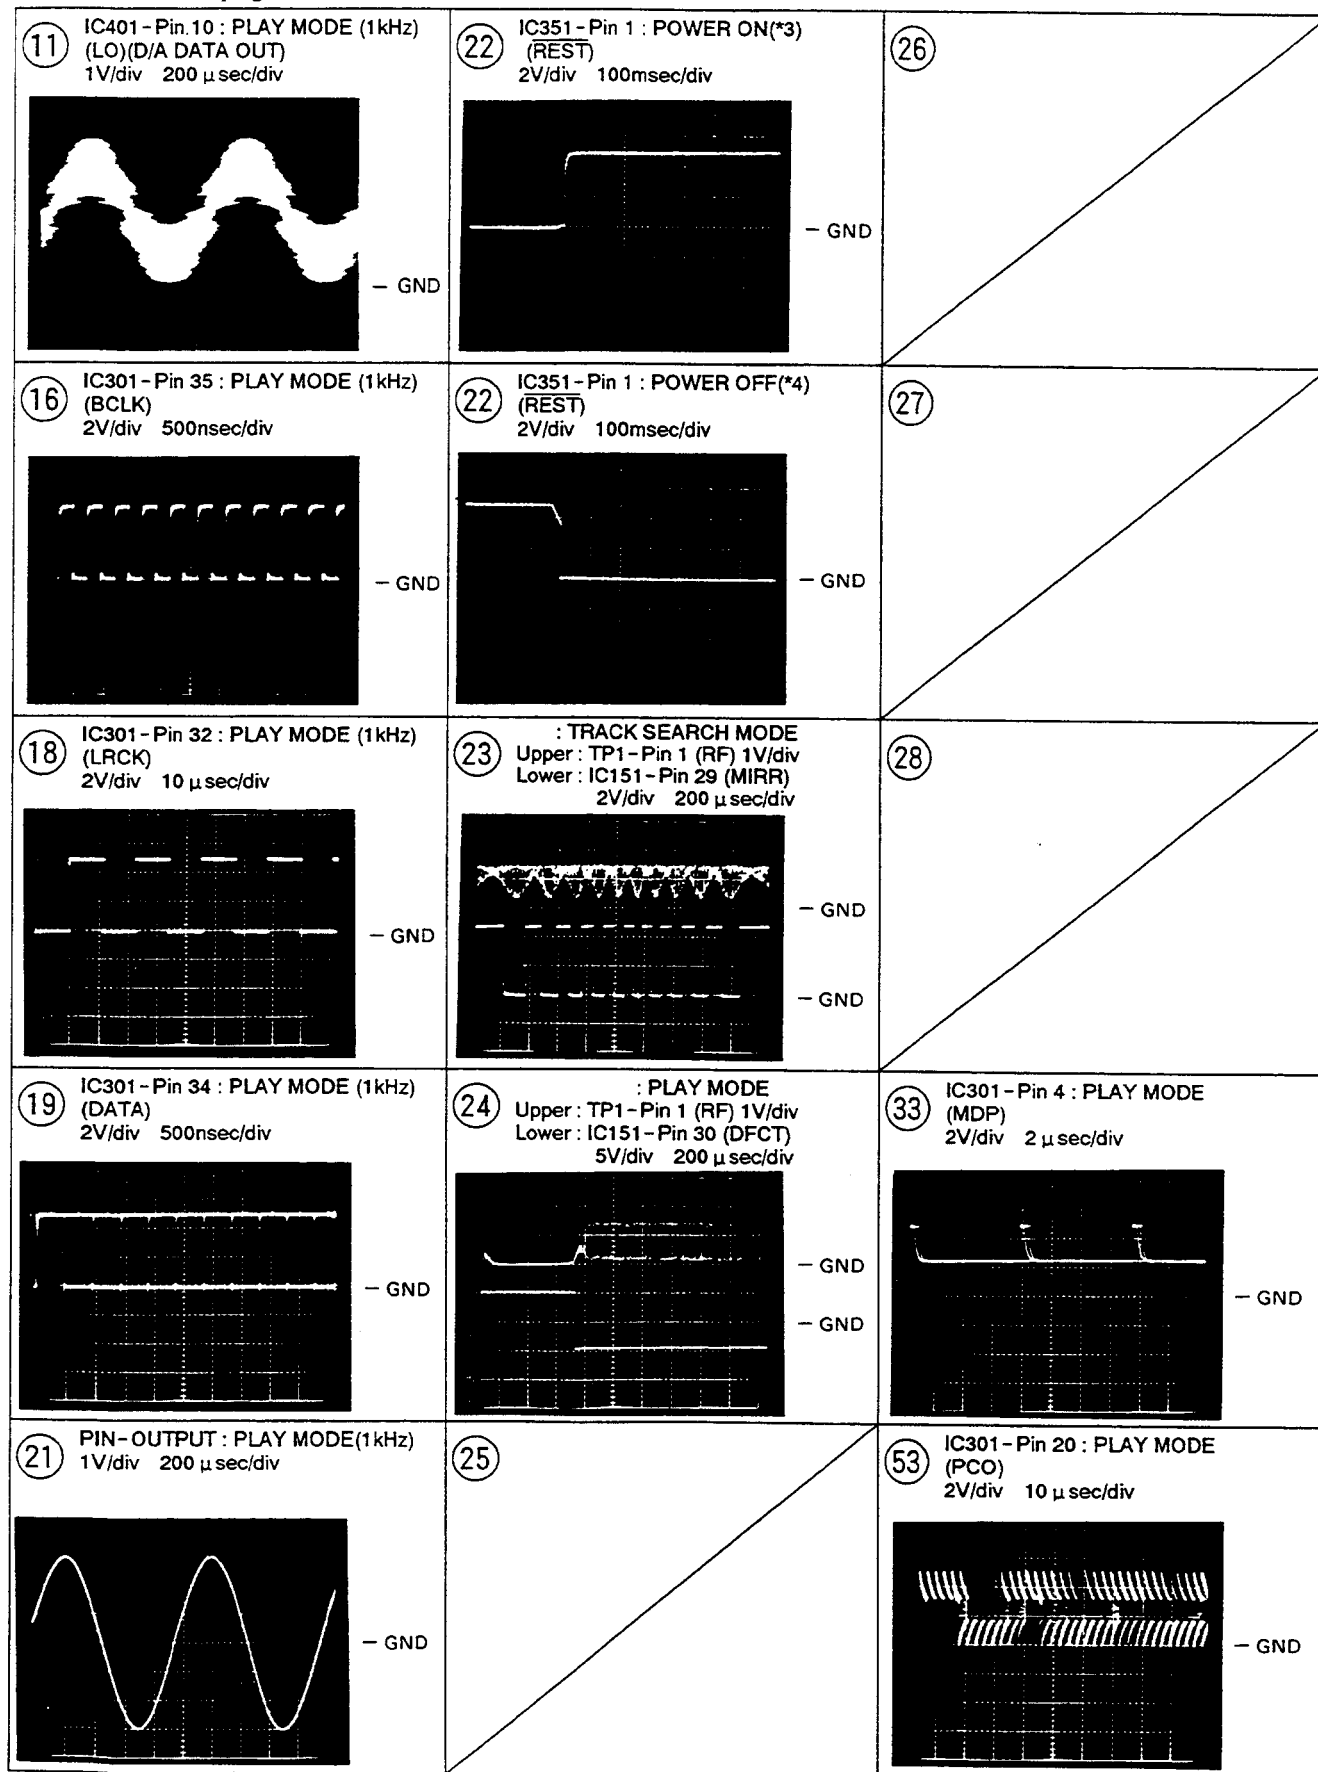 11
IC401-Pin.10 : PLAY MODE (1kHz)
(LO)(D/A DATA OUT)
1V/div 200 μsec/div
- GND
22
IC351-Pin 1 : POWER ON(*3)
(REST)
2V/div 100msec/div
- GND
26
16
IC301-Pin 35 : PLAY MODE (1kHz)
(BCLK)
2V/div 500nsec/div
- GND
22
IC351-Pin 1 : POWER OFF(*4)
(REST)
2V/div 100msec/div
- GND
27
18
IC301-Pin 32 : PLAY MODE (1kHz)
(LRCK)
2V/div 10 μsec/div
- GND
23
: TRACK SEARCH MODE
Upper : TP1-Pin 1 (RF) 1V/div
Lower : IC151-Pin 29 (MIRR)
2V/div 200 μsec/div
- GND
- GND
28
19
IC301-Pin 34 : PLAY MODE (1kHz)
(DATA)
2V/div 500nsec/div
- GND
24
: PLAY MODE
Upper : TP1-Pin 1 (RF) 1V/div
Lower : IC151-Pin 30 (DFCT)
5V/div 200 μsec/div
- GND
- GND
33
IC301-Pin 4 : PLAY MODE
(MDP)
2V/div 2 μsec/div
- GND
21
PIN-OUTPUT : PLAY MODE(1kHz)
1V/div 200 μsec/div
- GND
25
53
IC301-Pin 20 : PLAY MODE
(PCO)
2V/div 10 μsec/div
- GND